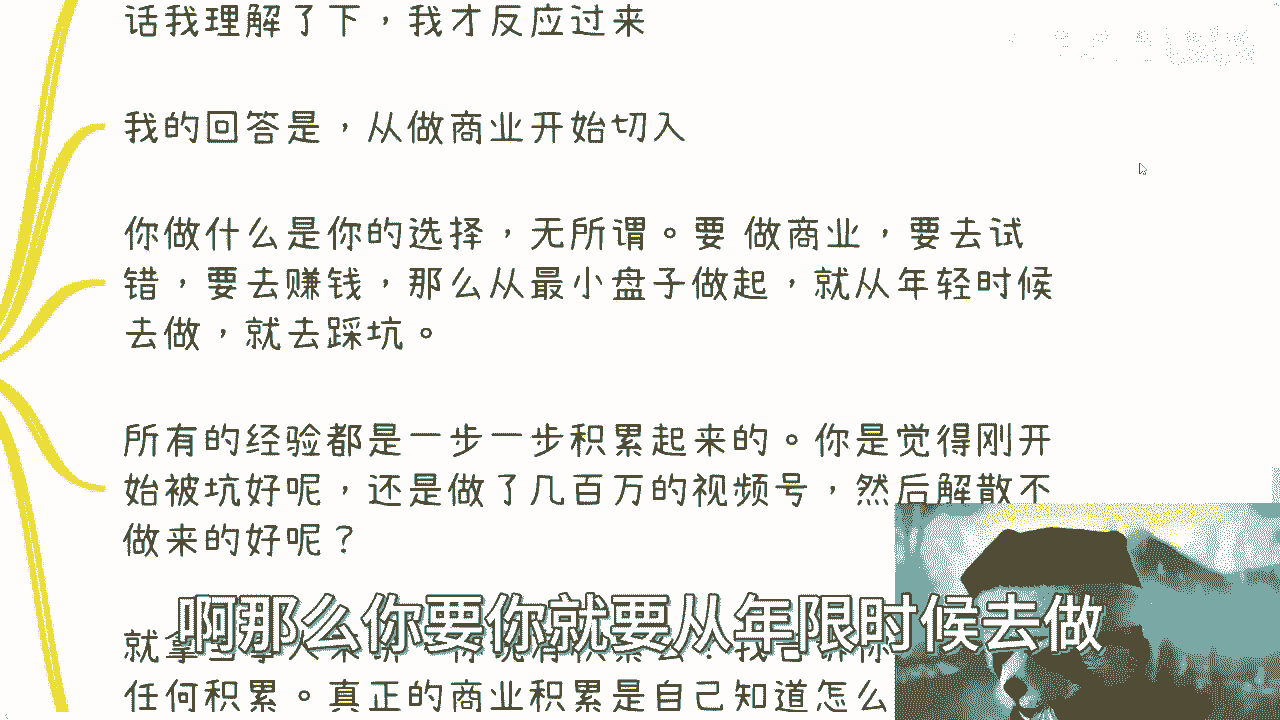 话我理解了下，我才反应过来
我的回答是，从做商业开始切入
你做什么是你的选择，无所谓。要 做商业，要去试
错，要去赚钱，那么从最小盘子做起，就从年轻时候
去做，就去踩坑。
所有的经验都是一步一步积累起来的。你是觉得刚开
始被坑好呢，还是做了几百万的视频号，然后解散不
做来的好呢？
啊那么你要你就要从年限时候去做
就拿
任何积累。真正的商业积累是自己知道怎么